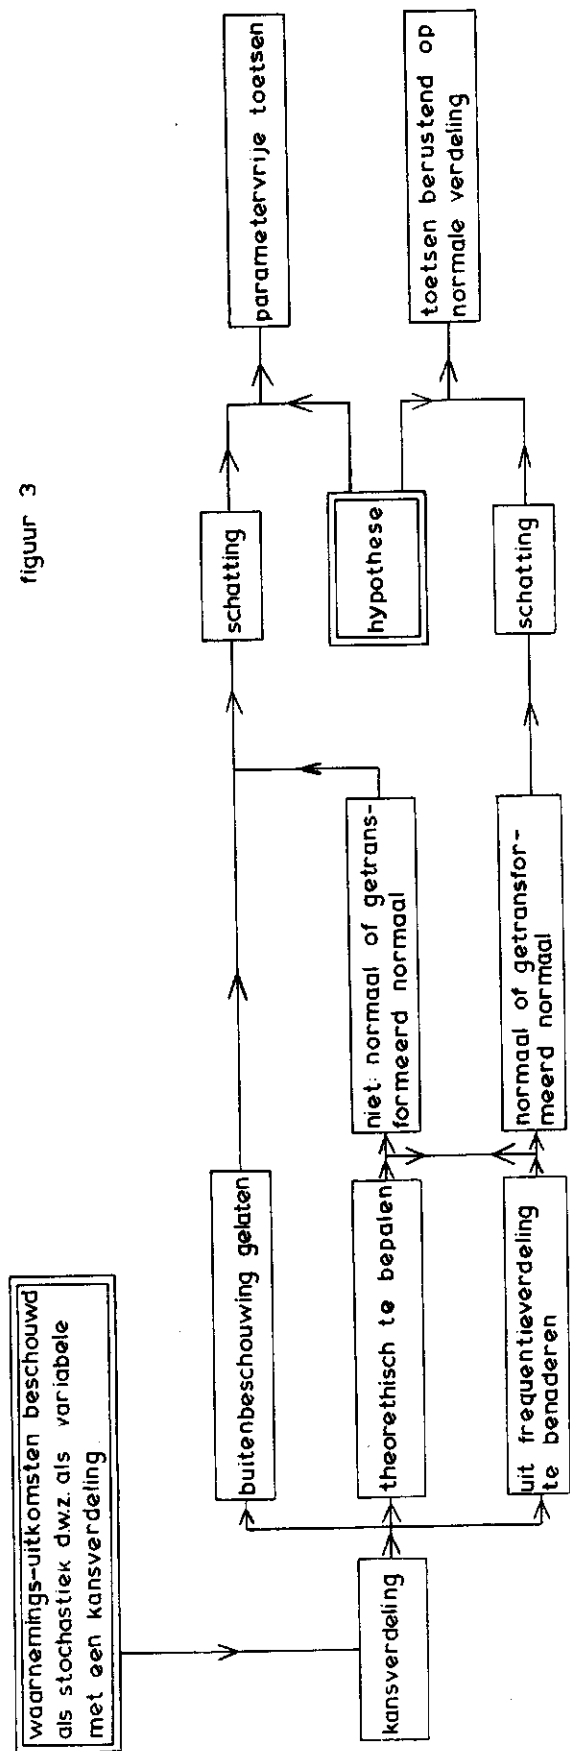 figuur 3
waarnemings-uitkomsten beschouwd
als stochastiek d.w.z. als variabele
met een kansverdeling
kansverdeling
buitenbeschouwing gelaten
theorethisch te bepalen
uit frequentieverdeling
te benaderen
niet: normaal of getrans-
formeerd normaal
normaal of getransfor-
meerd normaal
schatting
hypothese
schatting
parametervrije toetsen
toetsen berustend op
normale verdeling